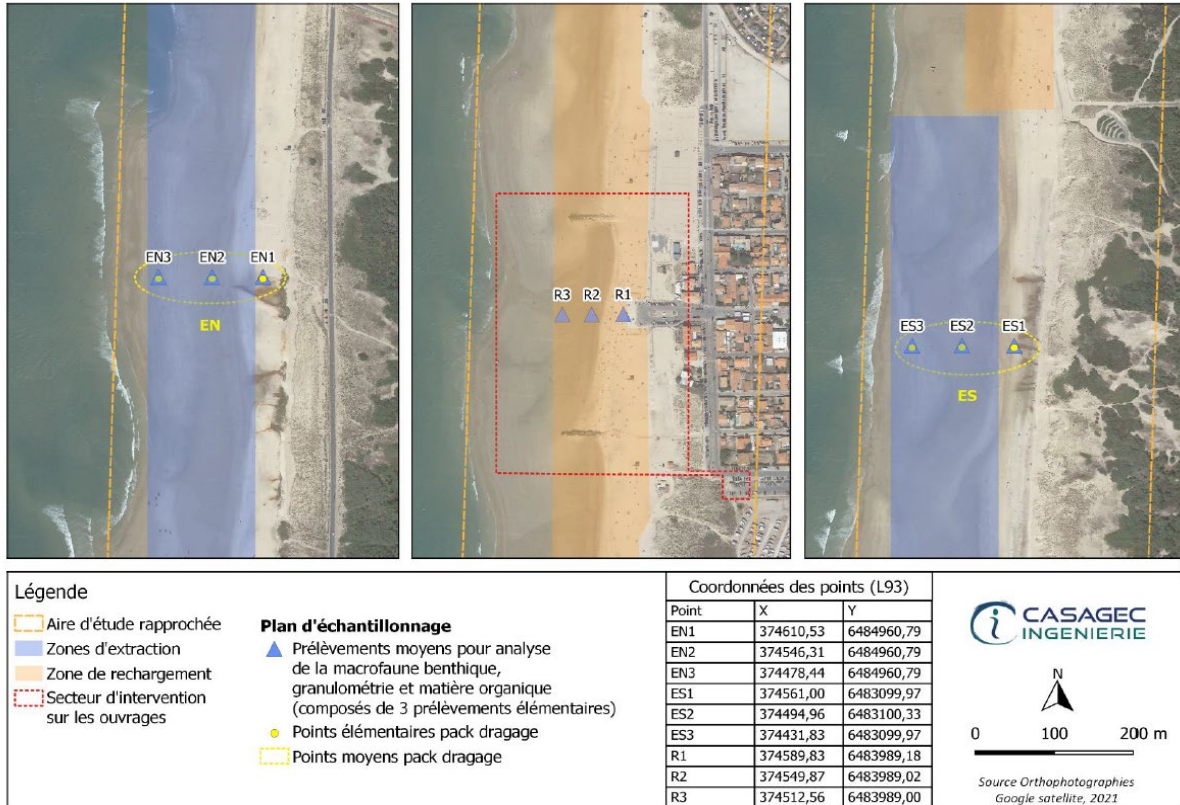 EN3 EN2 EN1
EN
R3 R2 R1
ES3 ES2 ES1
ES
Légende
Aire d'étude rapprochée
Zones d'extraction
Zone de rechargement
Secteur d'intervention
sur les ouvrages
Plan d'échantillonnage
Prélèvements moyens pour analyse
de la macrofaune benthique,
granulométrie et matière organique
(composés de 3 prélèvements élémentaires)
Points élémentaires pack dragage
Points moyens pack dragage
Coordonnées des points (L93)
Point X Y
EN1 374610,53 6484960,79
EN2 374546,31 6484960,79
EN3 374478,44 6484960,79
ES1 374561,00 6483099,97
ES2 374494,96 6483100,33
ES3 374431,83 6483099,97
R1 374589,83 6483989,18
R2 374549,87 6483989,02
R3 374512,56 6483989,00
CASAGEC
INGENIERIE
N
0 100 200 m
Source Orthophotographies
Google satellite, 2021